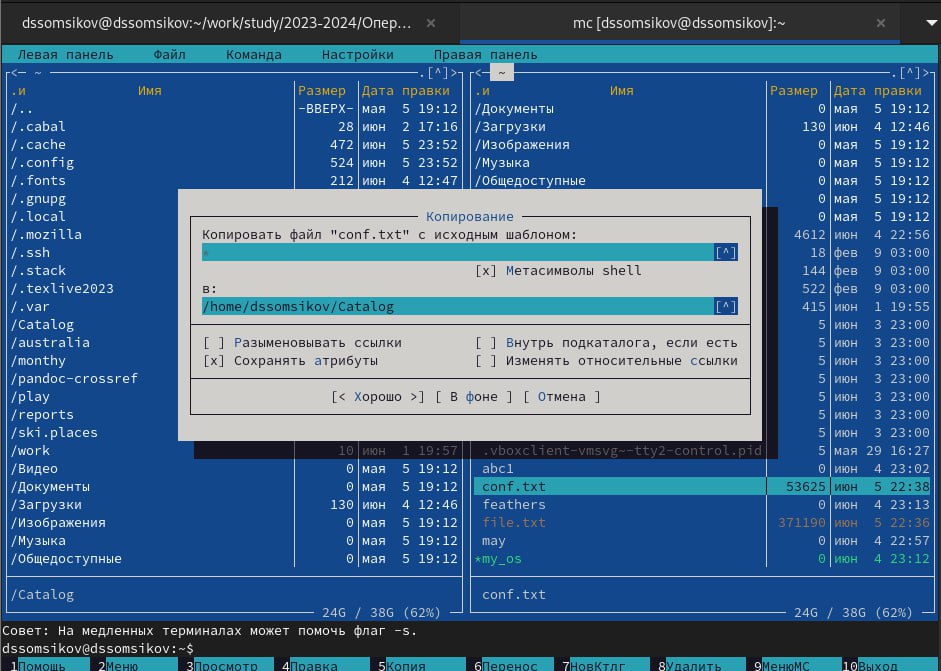 dssomsikov@dssomsikov:~/work/study/2023-2024/Опер... × mc [dssomsikov@dssomsikov]:~ ×
Левая панель Файл Команда Настройки Правая панель
<─ ~ .[^]> <─ ~ .[^]>
.и Имя Размер Дата правки .и Имя Размер Дата правки
/.. -ВВЕРХ- мая 5 19:12 /Документы 0 мая 5 19:12
/.cabal 28 июн 2 17:16 /Загрузки 130 июн 4 12:46
/.cache 472 июн 5 23:52 /Изображения 0 мая 5 19:12
/.config 524 июн 5 23:52 /Музыка 0 мая 5 19:12
/.fonts 212 июн 4 12:47 /Общедоступные 0 мая 5 19:12
/.gnupg 0 мая 5 19:12
/.local Копирование 0 мая 5 19:12
/.mozilla Копировать файл "conf.txt" с исходным шаблоном: 4612 июн 4 22:56
/.ssh * [^] 18 фев 9 03:00
/.stack [x] Метасимволы shell 144 фев 9 03:00
/.texlive2023 в: 522 фев 9 03:00
/.var /home/dssomsikov/Catalog [^] 415 июн 1 19:55
/Catalog 5 июн 3 23:00
/australia [ ] Разыменовывать ссылки [ ] Внутрь подкаталога, если есть 5 июн 3 23:00
/monthy [x] Сохранять атрибуты [ ] Изменять относительные ссылки 5 июн 3 23:00
/pandoc-crossref 5 июн 3 23:00
/play [< Хорошо >] [ В фоне ] [ Отмена ] 5 июн 3 23:00
/reports 5 июн 3 23:00
/ski.places 5 июн 3 23:00
/work 10 июн 1 19:57 .vboxclient-vmsvg~-tty2-control.pid 5 мая 29 16:27
/Видео 0 мая 5 19:12 abc1 0 июн 4 23:02
/Документы 0 мая 5 19:12 conf.txt 53625 июн 5 22:38
/Загрузки 130 июн 4 12:46 feathers 0 июн 4 23:13
/Изображения 0 мая 5 19:12 file.txt 371190 июн 5 22:36
/Музыка 0 мая 5 19:12 may 0 июн 4 22:57
/Общедоступные 0 мая 5 19:12 *my_os 0 июн 4 23:12
/Catalog conf.txt
24G / 38G (62%) 24G / 38G (62%)
Совет: На медленных терминалах может помочь флаг -s.
dssomsikov@dssomsikov:~$
1Помощь 2Меню 3Просмотр 4Правка 5Копия 6Перенос 7НовКтлг 8Удалить 9МенюMC 10Выход